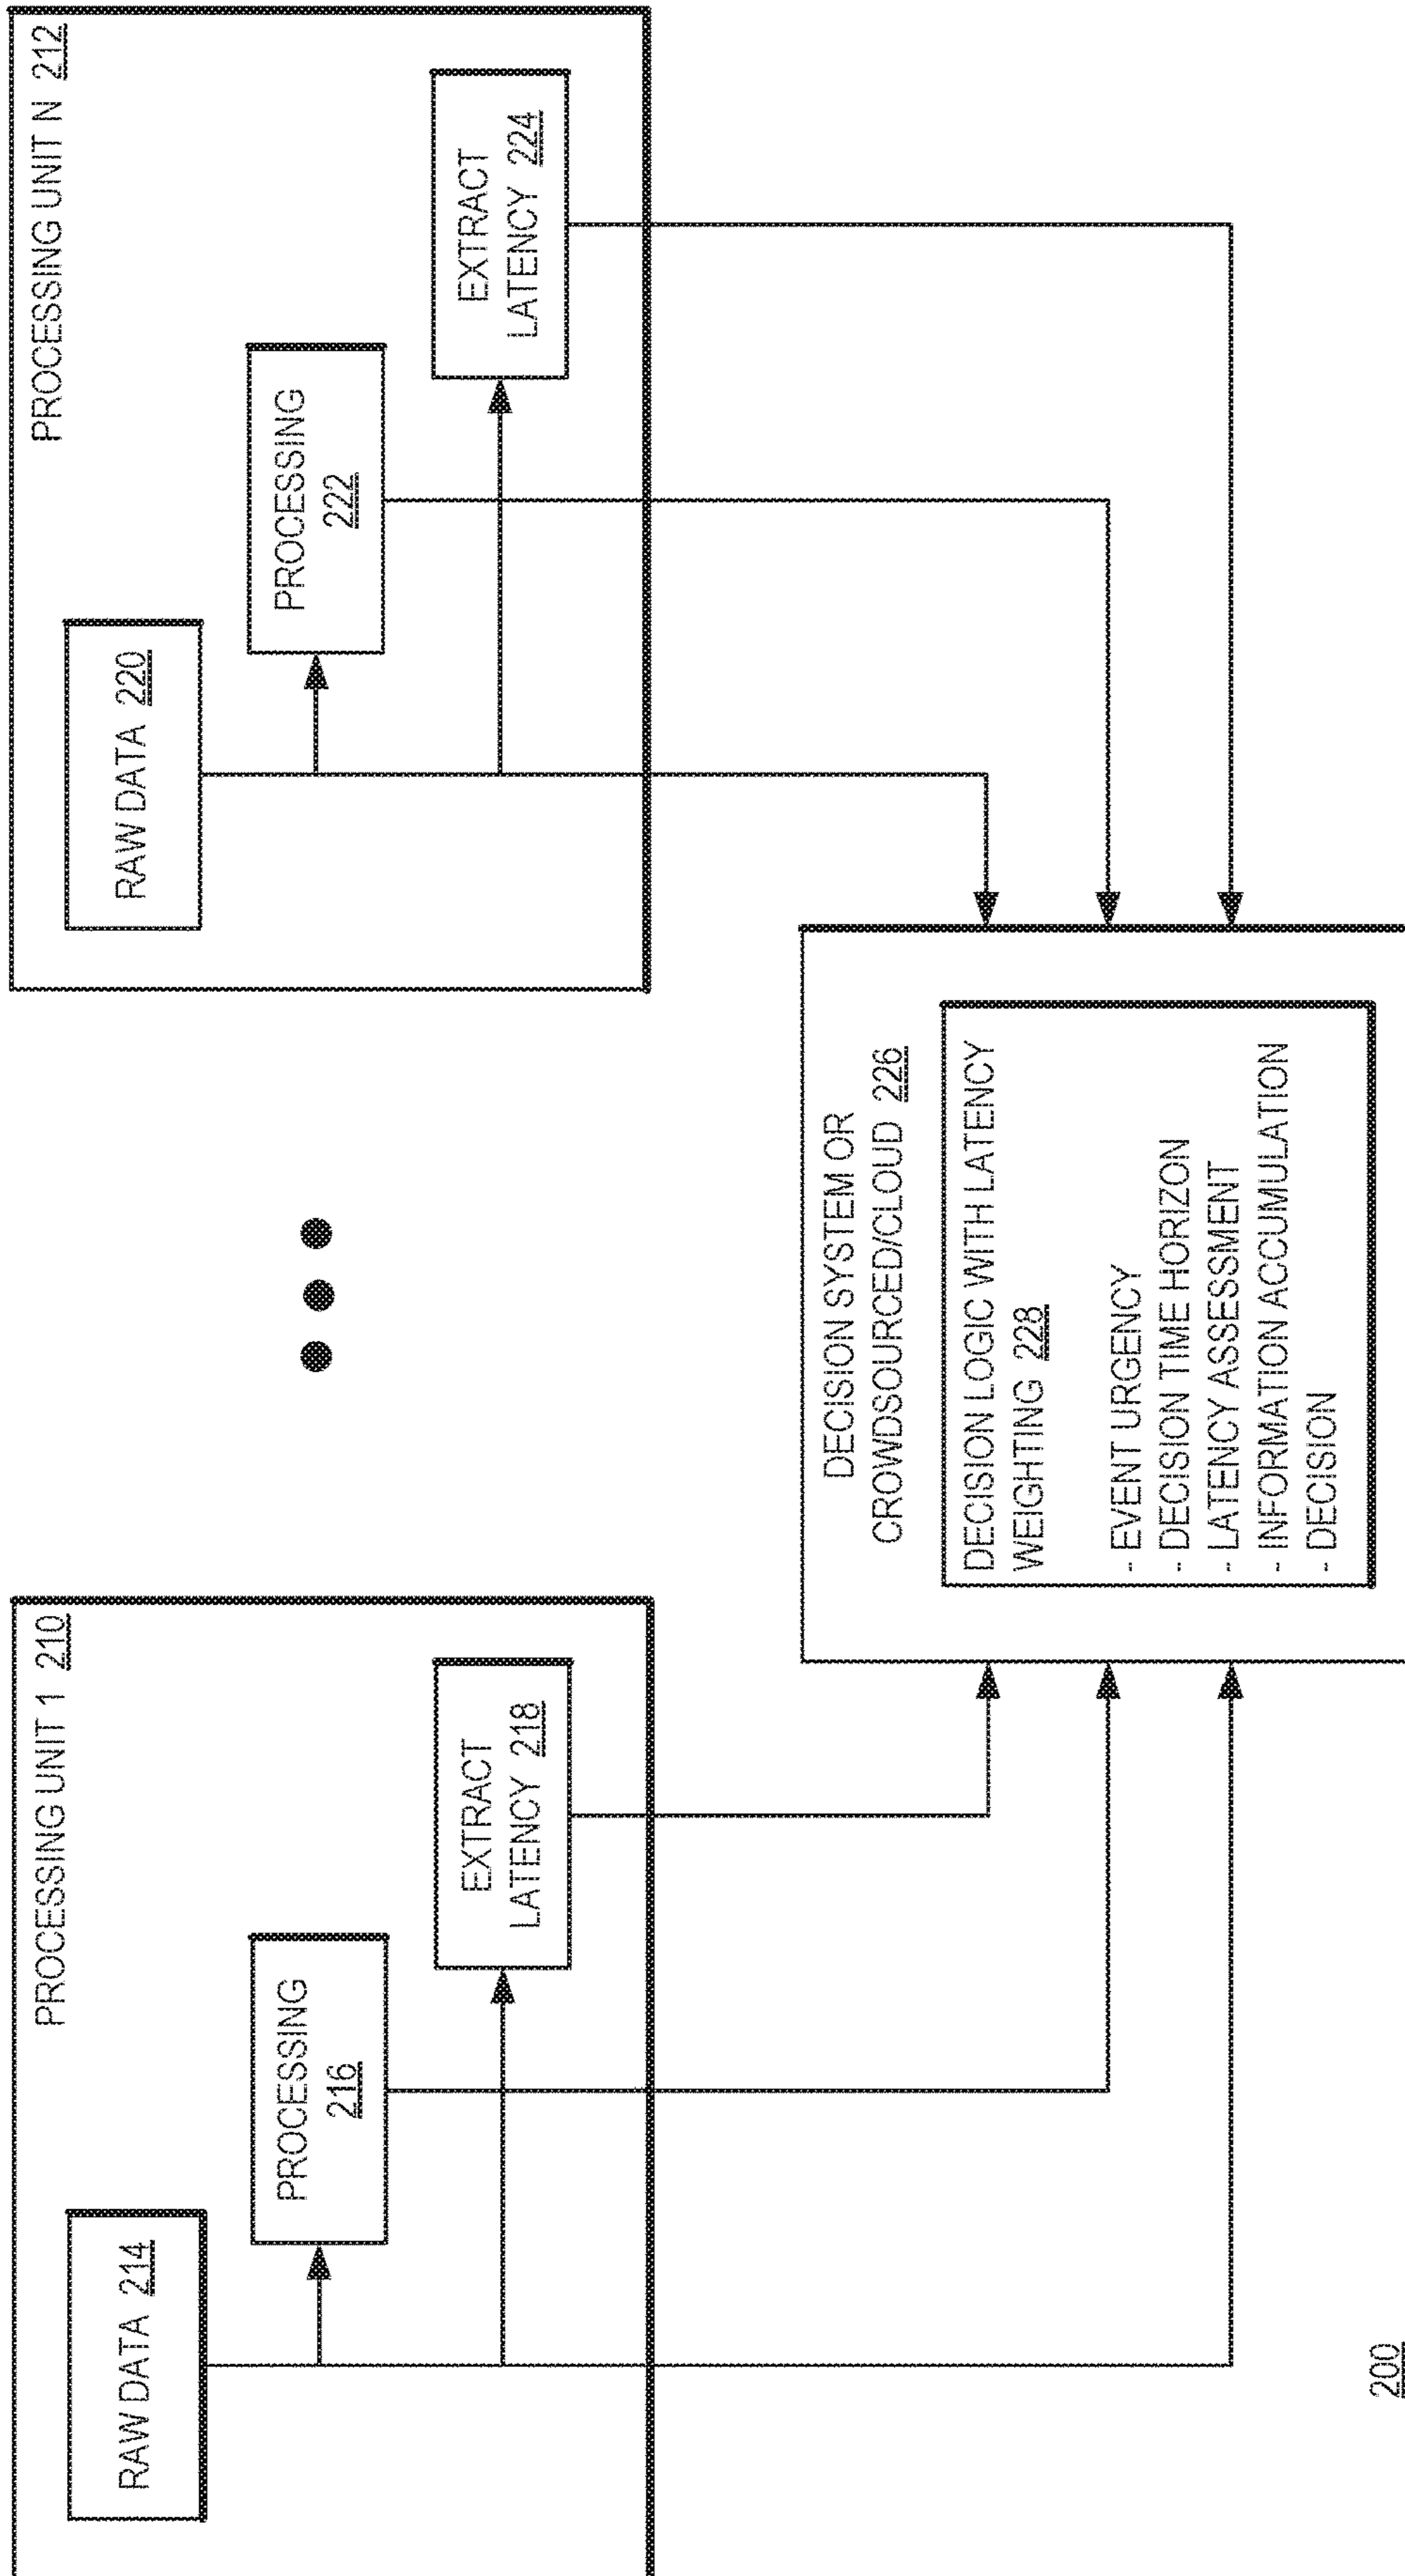 PROCESSING UNIT 1 210
RAW DATA 214
PROCESSING
216
EXTRACT
LATENCY 218
PROCESSING UNIT N 212
RAW DATA 220
PROCESSING
222
EXTRACT
LATENCY 224
DECISION SYSTEM OR
CROWDSOURCED/CLOUD 226
DECISION LOGIC WITH LATENCY
WEIGHTING 228
- EVENT URGENCY
- DECISION TIME HORIZON
- LATENCY ASSESSMENT
- INFORMATION ACCUMULATION
- DECISION
200